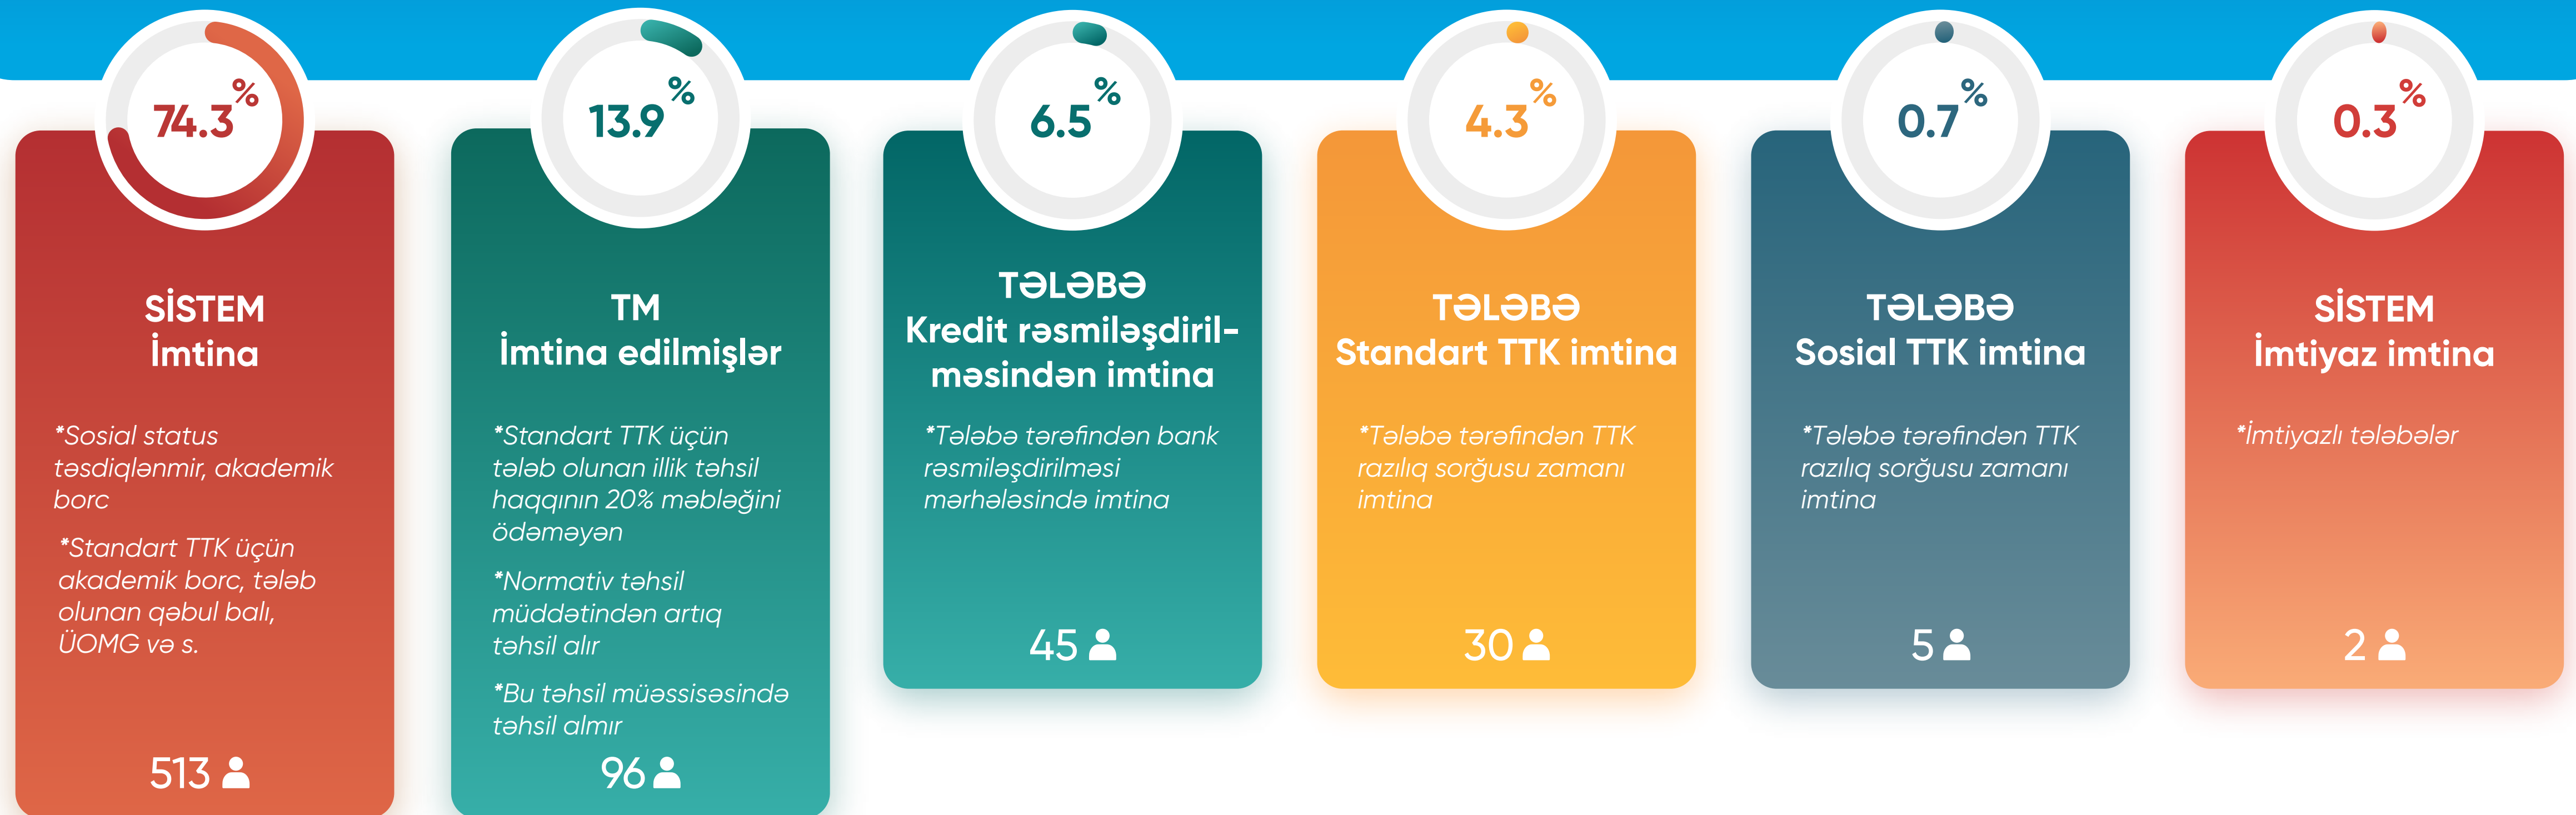 74.3%
SİSTEM
İmtina
*Sosial status
təsdiqlənmir, akademik
borc
*Standart TTK üçün
akademik borc, tələb
olunan qəbul balı,
ÜOMG və s.
513
13.9%
TM
İmtina edilmişlər
*Standart TTK üçün
tələb olunan illik təhsil
haqqının 20% məbləğini
ödəməyən
*Normativ təhsil
müddətindən artıq
təhsil alır
*Bu təhsil müəssisəsində
təhsil almır
96
6.5%
TƏLƏBƏ
Kredit rəsmiləşdiril-
məsindən imtina
*Tələbə tərəfindən bank
rəsmiləşdirilməsi
mərhələsində imtina
45
4.3%
TƏLƏBƏ
Standart TTK imtina
*Tələbə tərəfindən TTK
razılıq sorğusu zamanı
imtina
30
0.7%
TƏLƏBƏ
Sosial TTK imtina
*Tələbə tərəfindən TTK
razılıq sorğusu zamanı
imtina
5
0.3%
SİSTEM
İmtiyaz imtina
*İmtiyazlı tələbələr
2